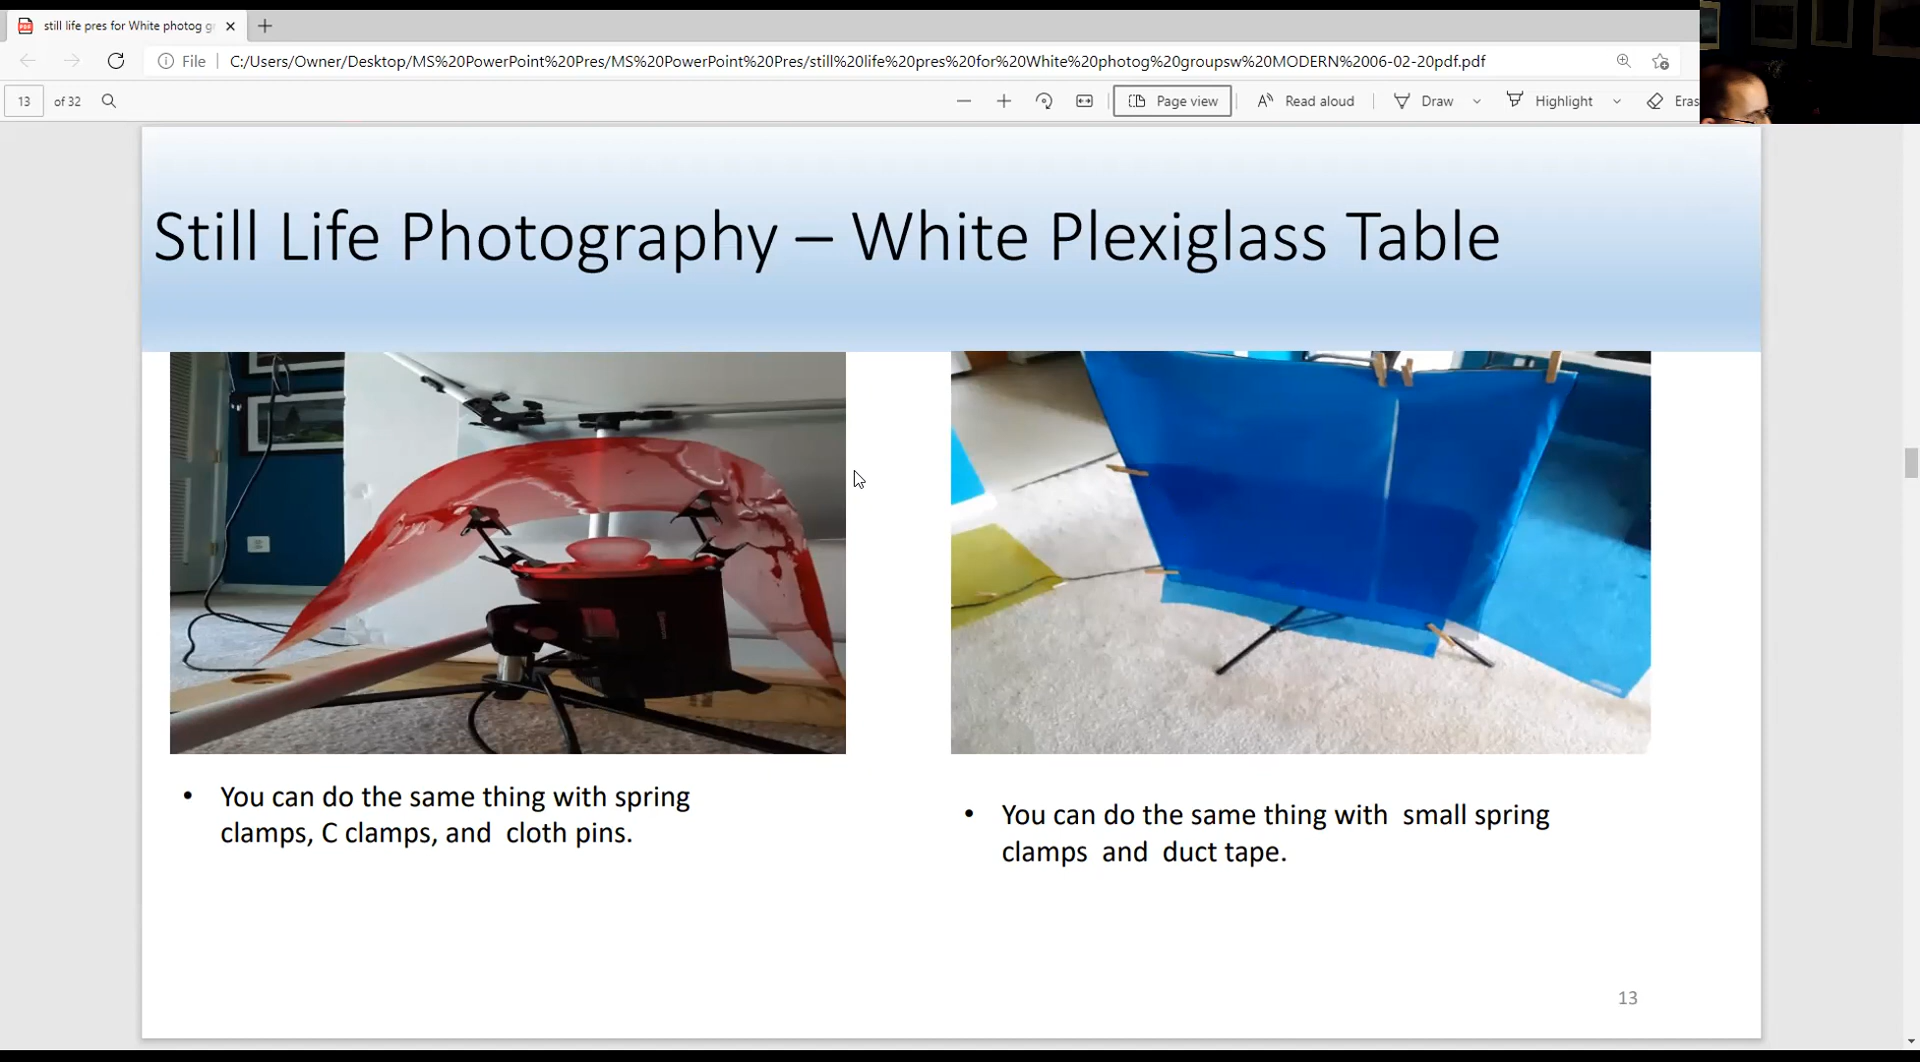 still life pres for White photog g
File
C:/Users/Owner/Desktop/MS%20PowerPoint%20Pres/MS%20PowerPoint%20Pres/still%20life%20pres%20for%20White%20photog%20groupsw%20MODERN%2006-02-20pdf.pdf
13 of 32
Page view
Read aloud
Draw
Highlight
Eras
Still Life Photography – White Plexiglass Table
• You can do the same thing with spring
clamps, C clamps, and cloth pins.
• You can do the same thing with small spring
clamps and duct tape.
13